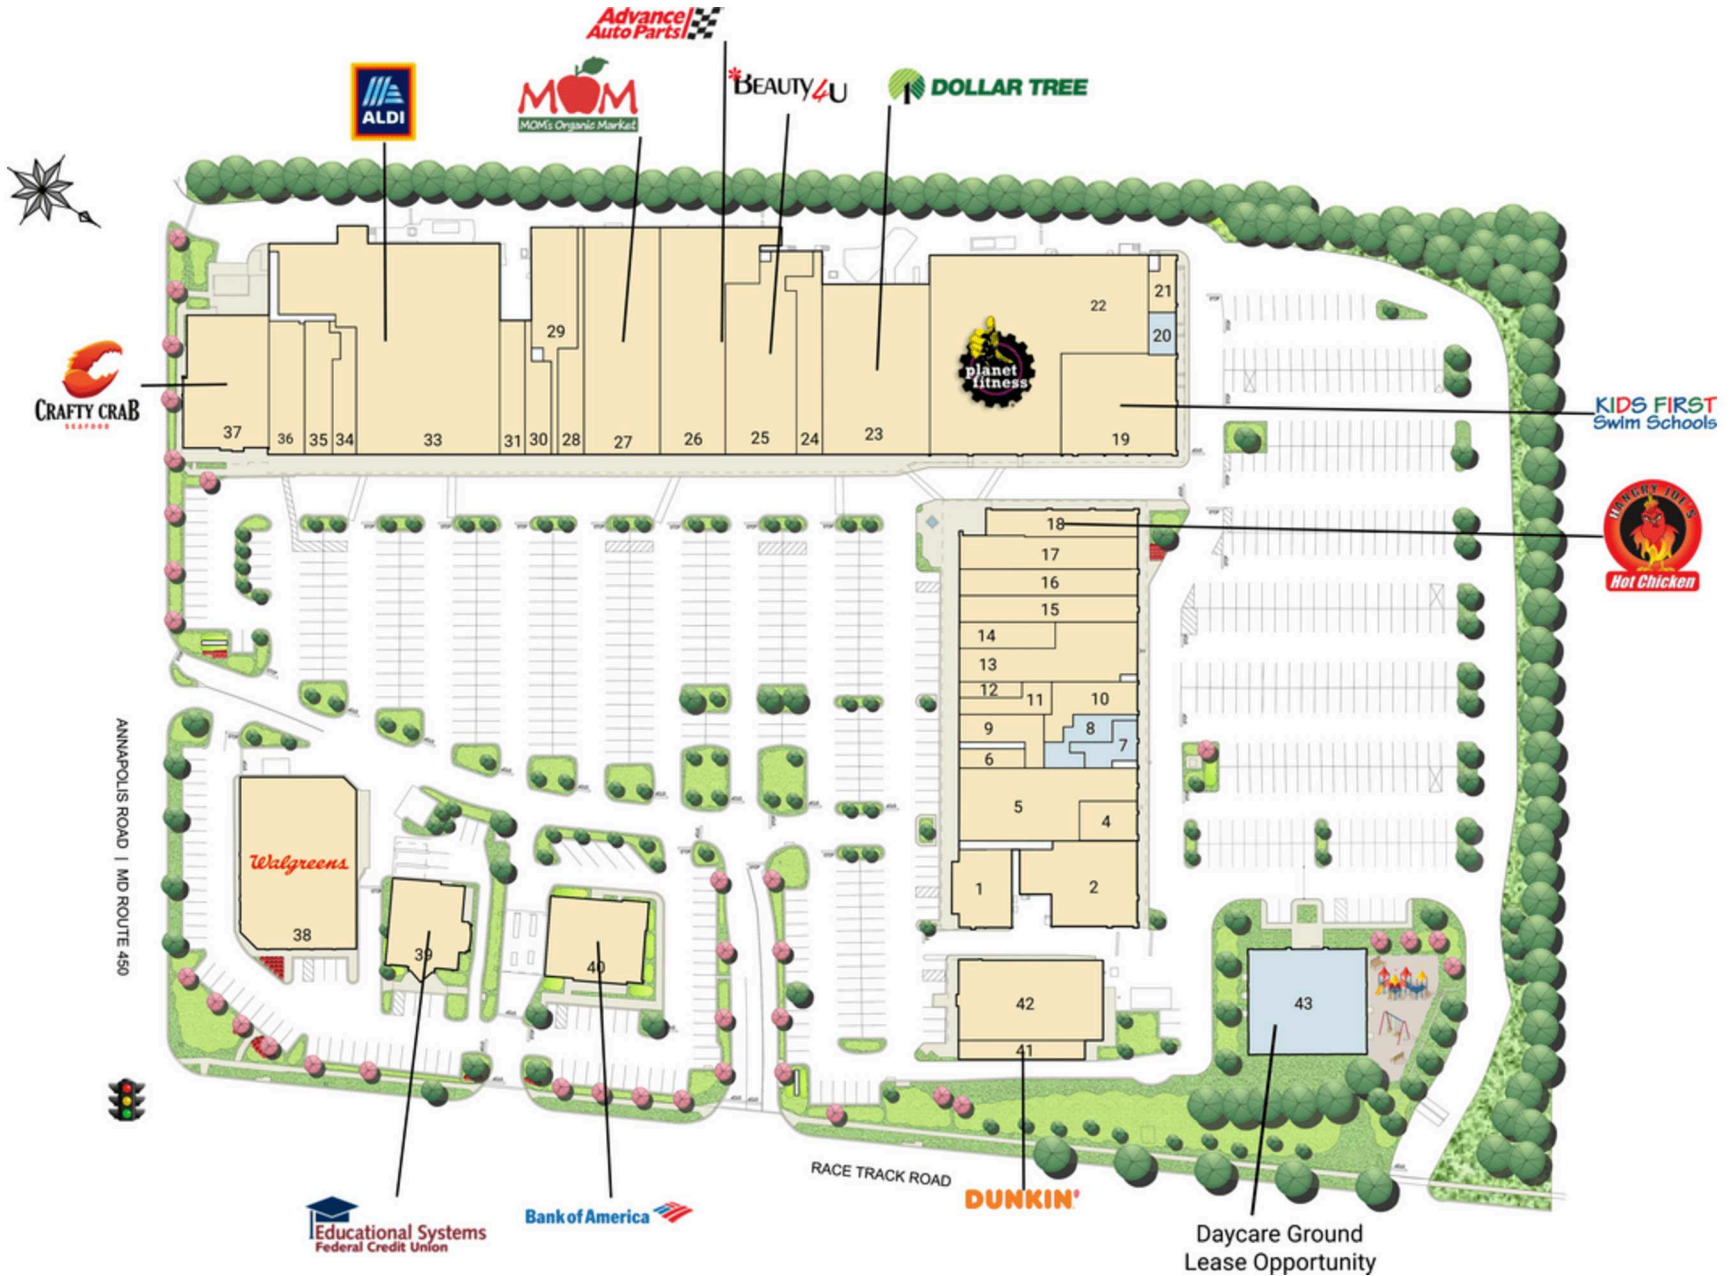 Advance
Auto Parts
ALDI
MOM
MOM's Organic Market
*BEAUTY 4U
DOLLAR TREE
CRAFTY CRAB
SEAFOOD
planet
fitness
KIDS FIRST
Swim Schools
HANGRY JOE'S
Hot Chicken
37
36
35
34
33
31
30
29
28
27
26
25
24
23
22
21
20
19
18
17
16
15
14
13
12
11
10
9
8
7
6
5
4
1
2
42
41
43
Walgreens
38
39
40
ANNAPOLIS ROAD | MD ROUTE 450
RACE TRACK ROAD
Educational Systems
Federal Credit Union
Bank of America
DUNKIN'
Daycare Ground
Lease Opportunity